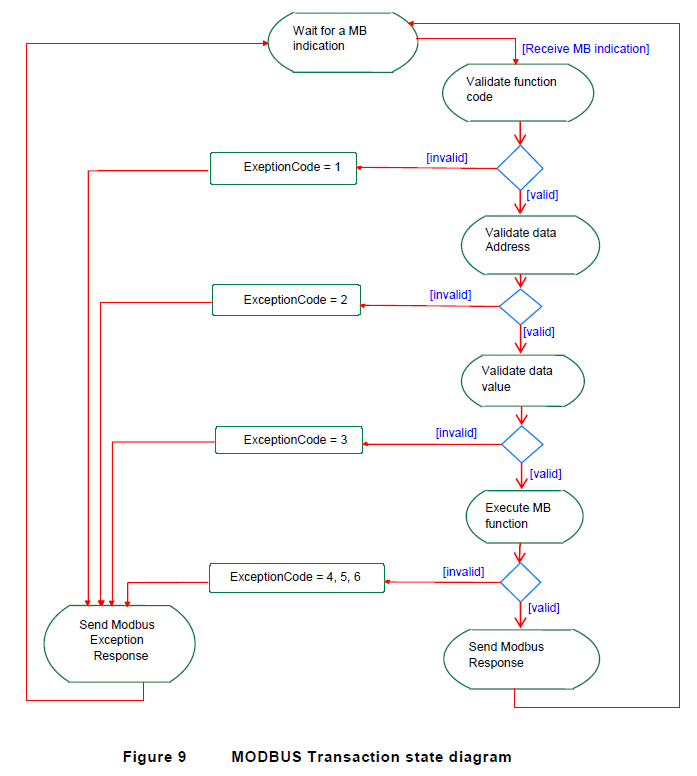 Wait for a MB
indication
[Receive MB indication]
Validate function
code
[invalid]
ExeptionCode = 1
[valid]
Validate data
Address
[invalid]
ExceptionCode = 2
[valid]
Validate data
value
[invalid]
ExceptionCode = 3
[valid]
Execute MB
function
[invalid]
ExceptionCode = 4, 5, 6
[valid]
Send Modbus
Exception
Response
Send Modbus
Response
Figure 9 MODBUS Transaction state diagram